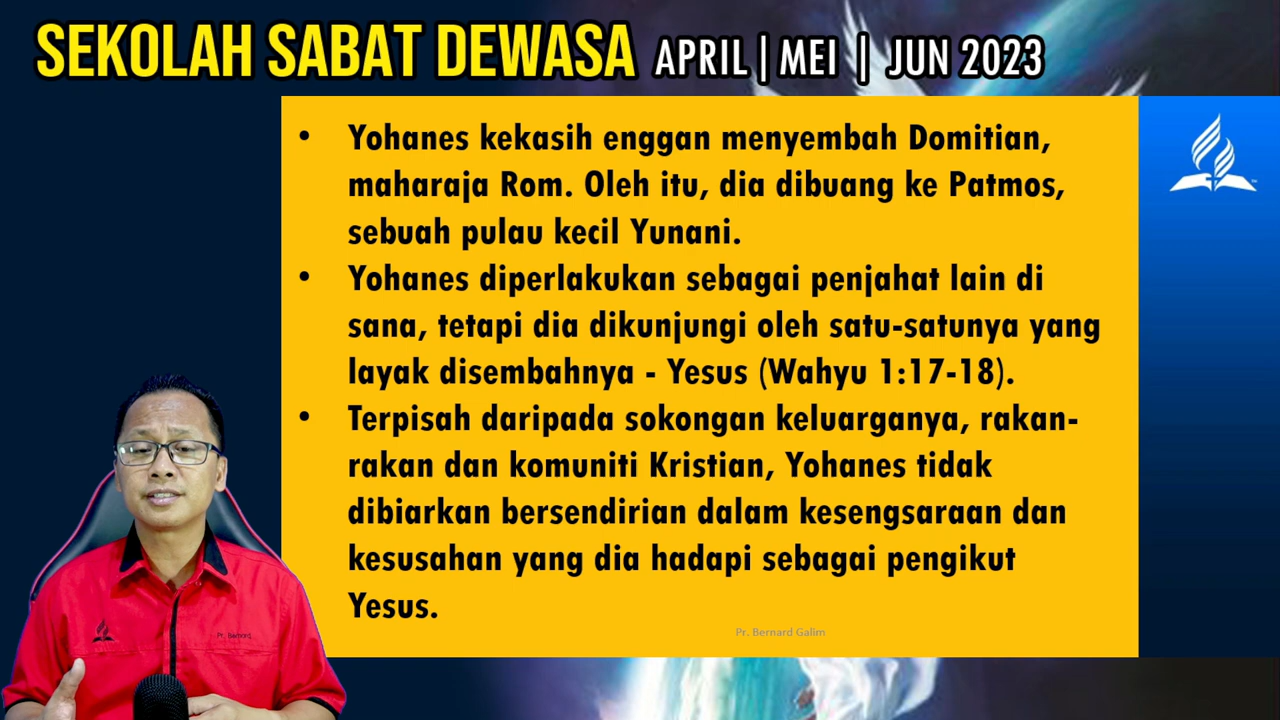 SEKOLAH SABAT DEWASA APRIL | MEI | JUN 2023
• Yohanes kekasih enggan menyembah Domitian,
maharaja Rom. Oleh itu, dia dibuang ke Patmos,
sebuah pulau kecil Yunani.
• Yohanes diperlakukan sebagai penjahat lain di
sana, tetapi dia dikunjungi oleh satu-satunya yang
layak disembahnya - Yesus (Wahyu 1:17-18).
• Terpisah daripada sokongan keluarganya, rakan-
rakan dan komuniti Kristian, Yohanes tidak
dibiarkan bersendirian dalam kesengsaraan dan
kesusahan yang dia hadapi sebagai pengikut
Yesus.
Pr. Bernard Galim
Pr. Bernard